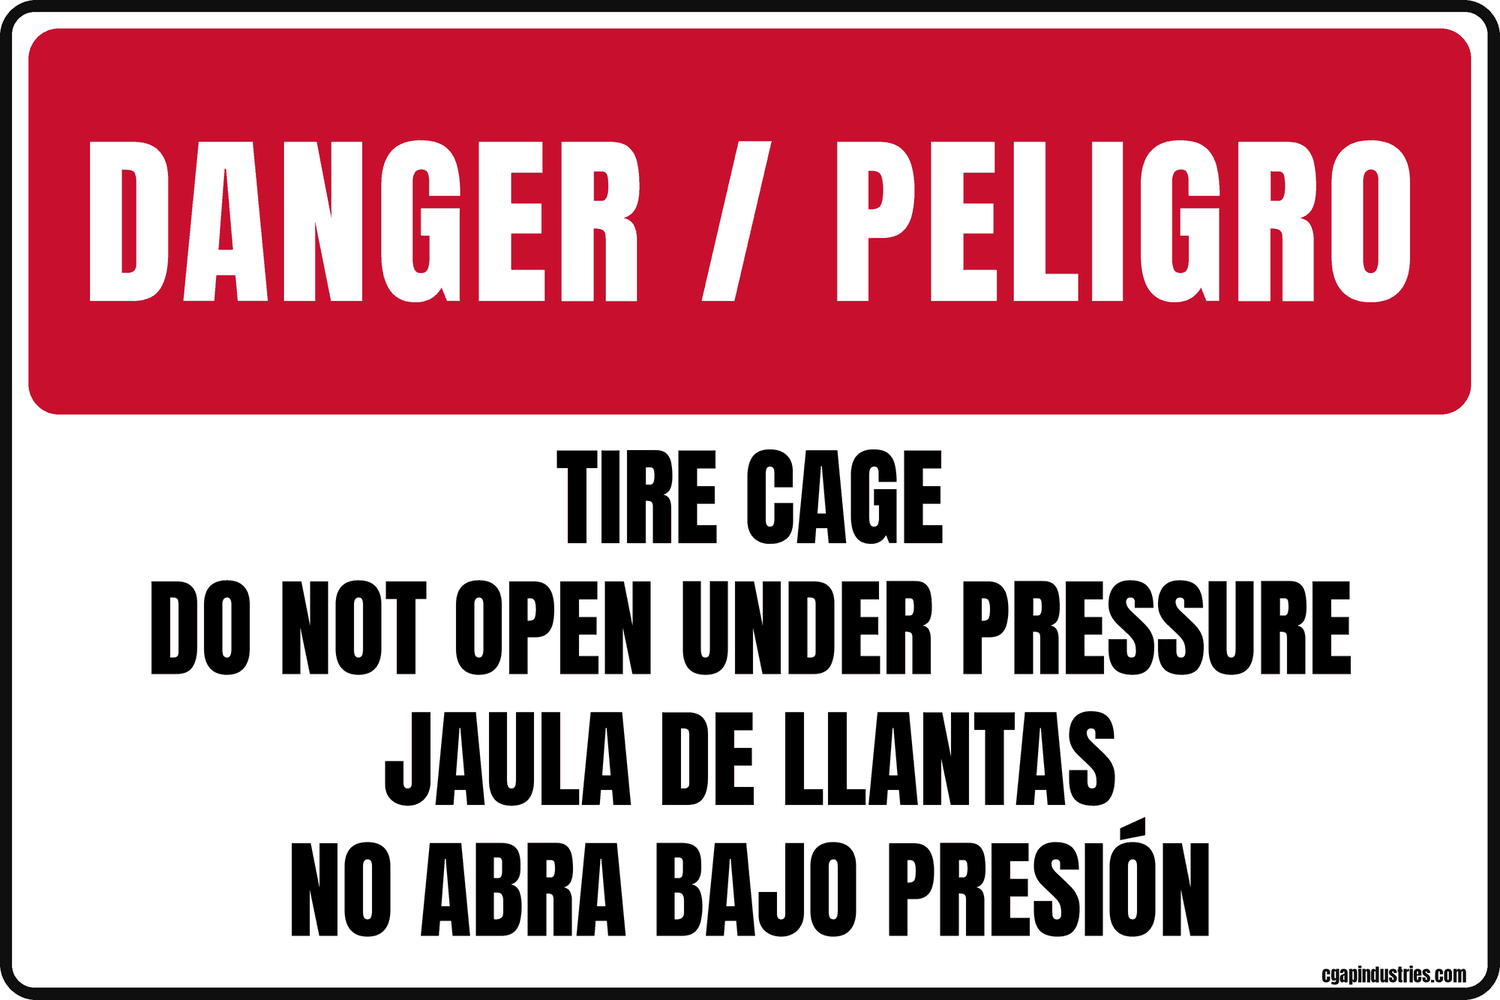 DANGER / PELIGRO
TIRE CAGE
DO NOT OPEN UNDER PRESSURE
JAULA DE LLANTAS
NO ABRA BAJO PRESIÓN
cgapindustries.com